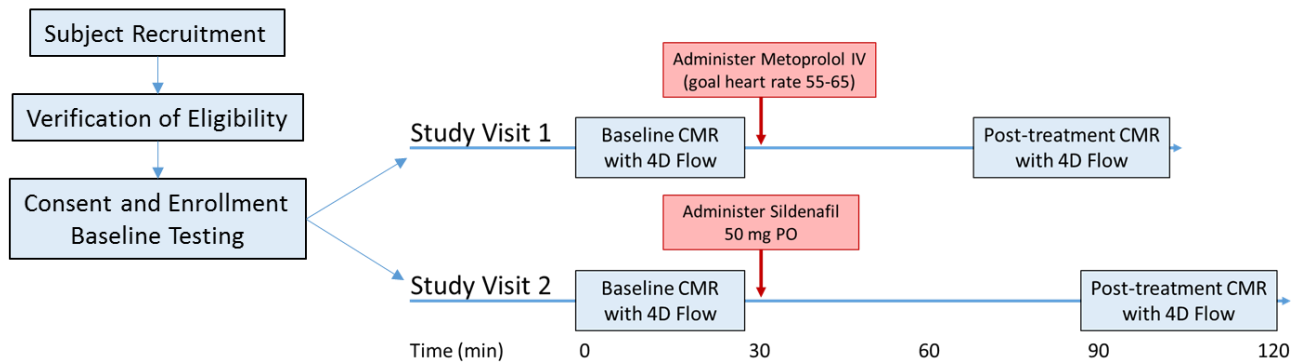 Subject Recruitment
Verification of Eligibility
Consent and Enrollment
Baseline Testing
Administer Metoprolol IV
(goal heart rate 55-65)
Study Visit 1
Baseline CMR
with 4D Flow
Post-treatment CMR
with 4D Flow
Administer Sildenafil
50 mg PO
Study Visit 2
Baseline CMR
with 4D Flow
Post-treatment CMR
with 4D Flow
Time (min) 0 30 60 90 120